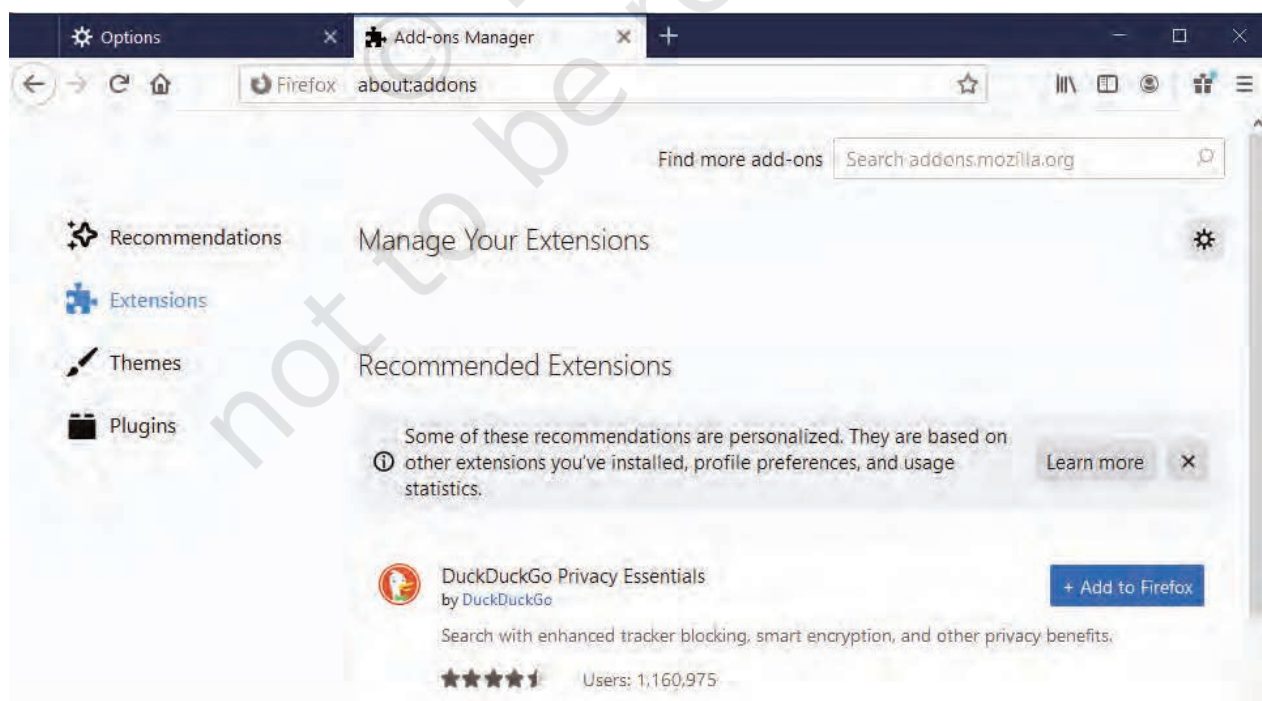 Options
Add-ons Manager
Firefox about:addons
Find more add-ons Search addons.mozilla.org
Recommendations
Manage Your Extensions
Extensions
Themes
Recommended Extensions
Plugins
Some of these recommendations are personalized. They are based on
other extensions you've installed, profile preferences, and usage
statistics.
Learn more
DuckDuckGo Privacy Essentials
by DuckDuckGo
+ Add to Firefox
Search with enhanced tracker blocking, smart encryption, and other privacy benefits.
Users: 1,160,975
©
not to be